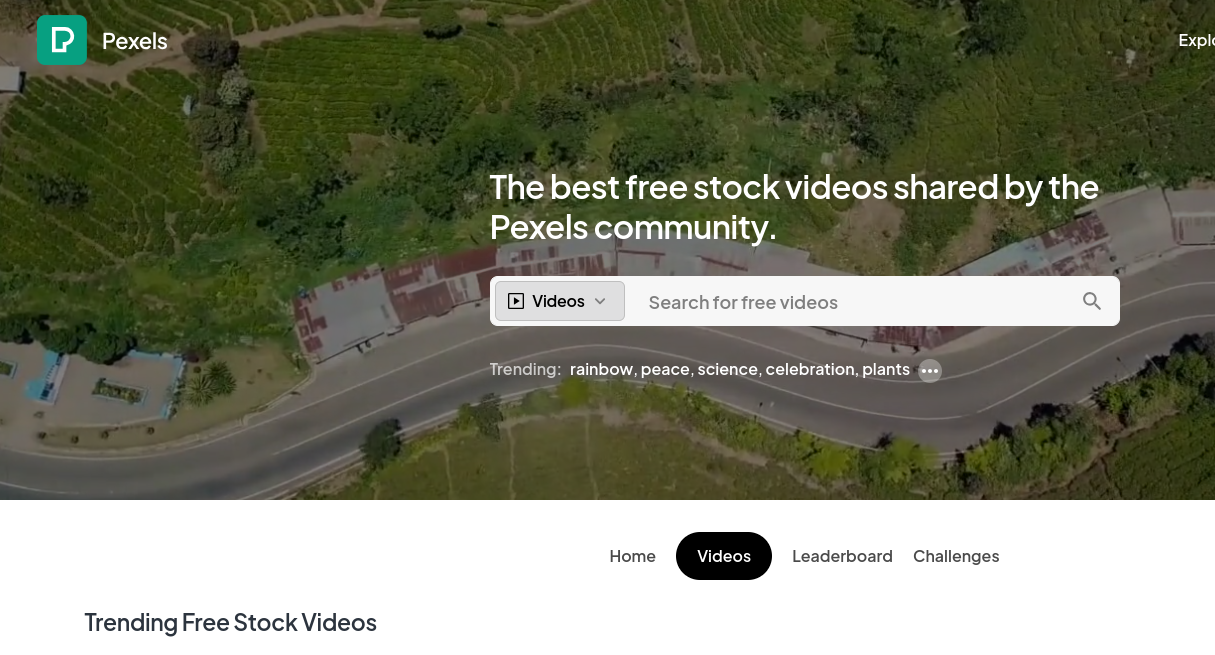 Pexels
Explo
The best free stock videos shared by the
Pexels community.
Videos
Search for free videos
Trending: rainbow, peace, science, celebration, plants
Home
Videos
Leaderboard
Challenges
Trending Free Stock Videos